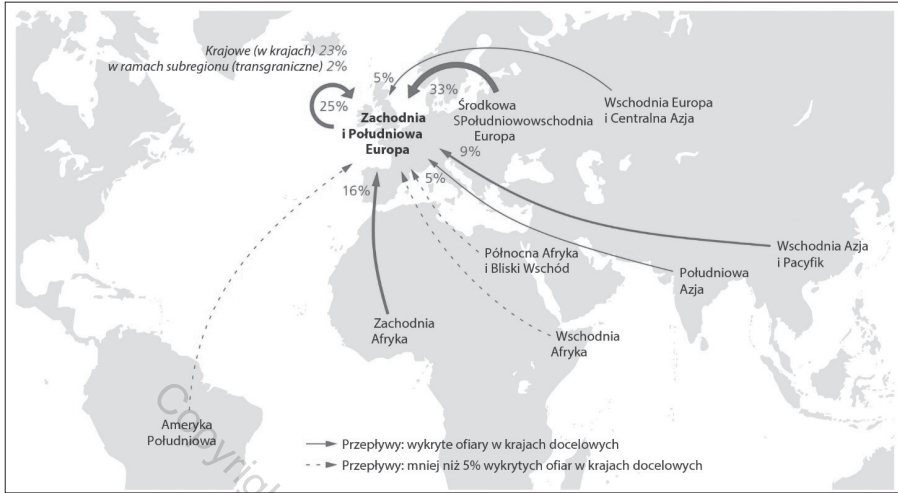 Krajowe (w krajach) 23%
w ramach subregionu (transgraniczne) 2%
5%
25%
33%
Zachodnia
i Południowa
Europa
Środkowa
SPołudniowowschodnia
Europa
Wschodnia Europa
i Centralna Azja
9%
5%
16%
Północna Afryka
i Bliski Wschód
Wschodnia Azja
i Pacyfik
Południowa
Azja
Zachodnia
Afryka
Wschodnia
Afryka
Ameryka
Południowa
Przepływy: wykryte ofiary w krajach docelowych
Przepływy: mniej niż 5% wykrytych ofiar w krajach docelowych